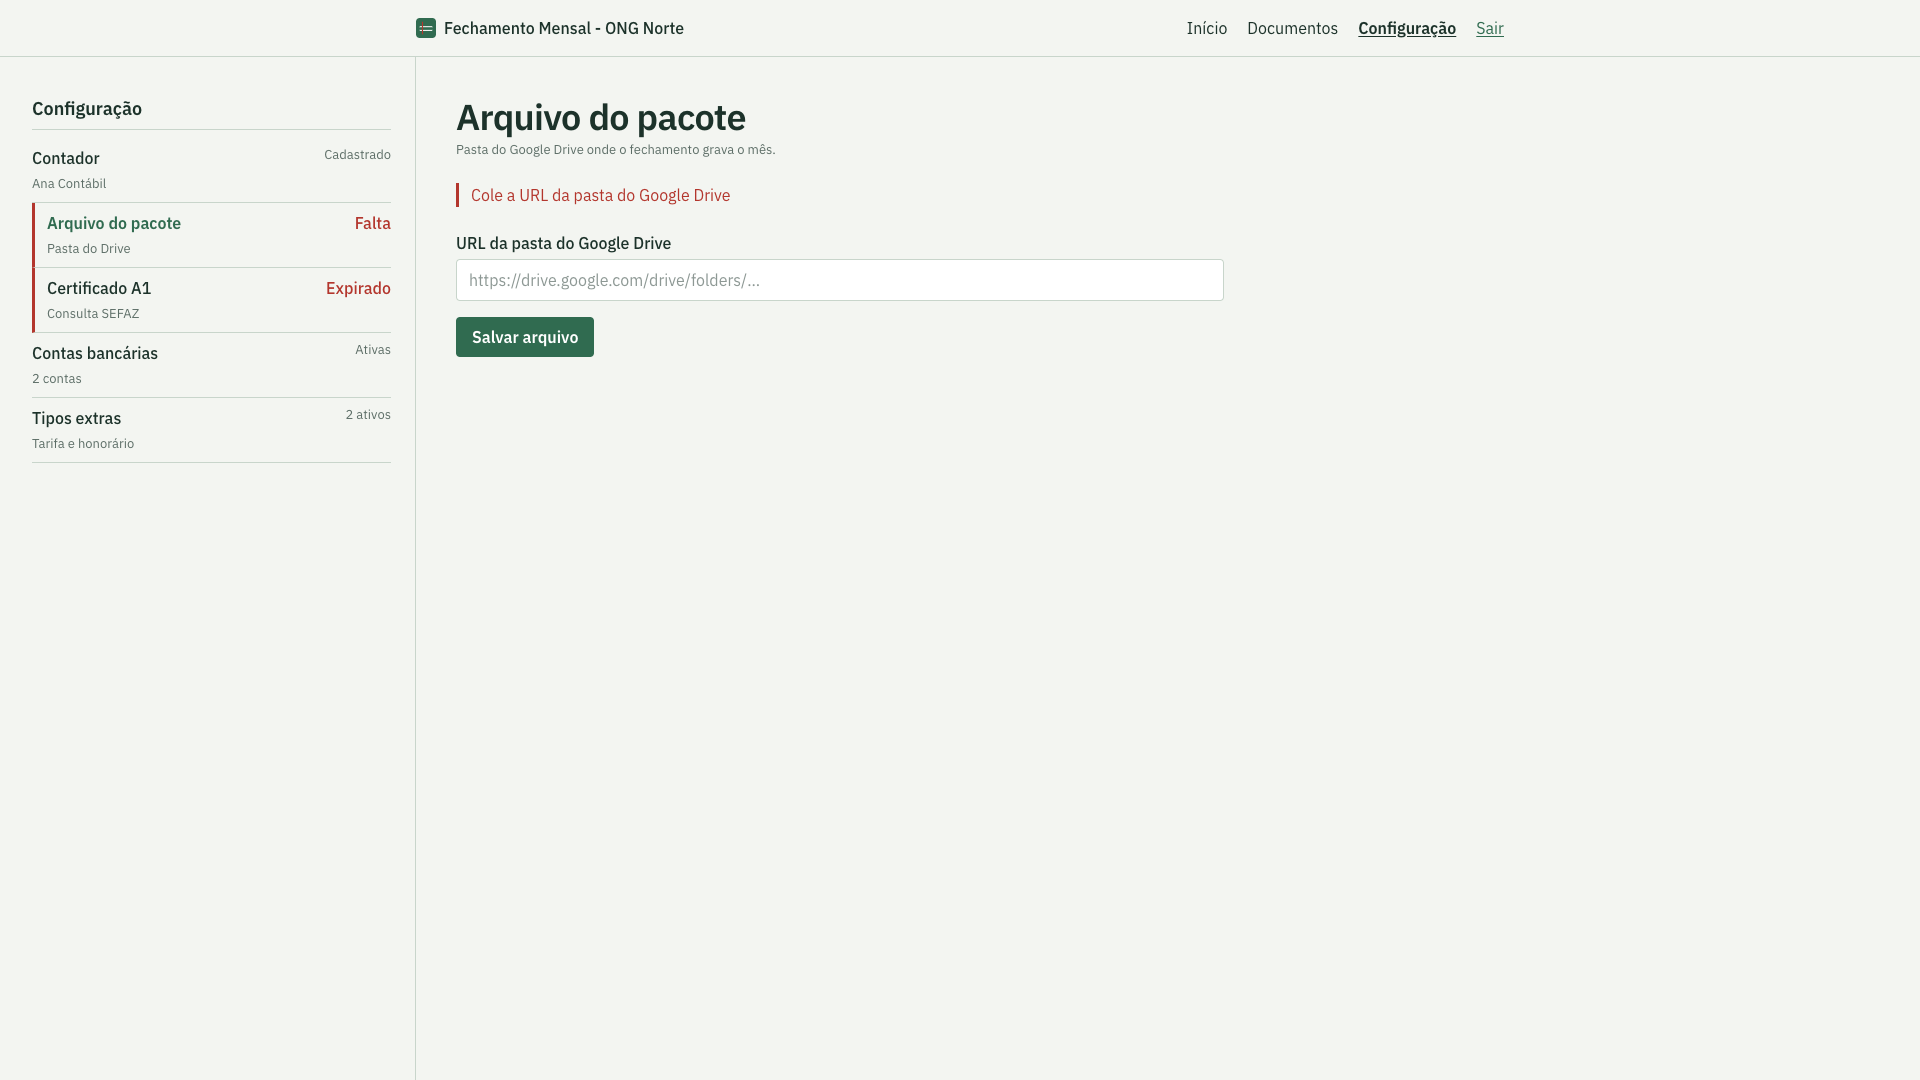 Fechamento Mensal - ONG Norte
Início
Documentos
Configuração
Sair
Configuração
Contador
Cadastrado
Ana Contábil
Arquivo do pacote
Falta
Pasta do Drive
Certificado A1
Expirado
Consulta SEFAZ
Contas bancárias
Ativas
2 contas
Tipos extras
2 ativos
Tarifa e honorário
Arquivo do pacote
Pasta do Google Drive onde o fechamento grava o mês.
Cole a URL da pasta do Google Drive
URL da pasta do Google Drive
https://drive.google.com/drive/folders/...
Salvar arquivo